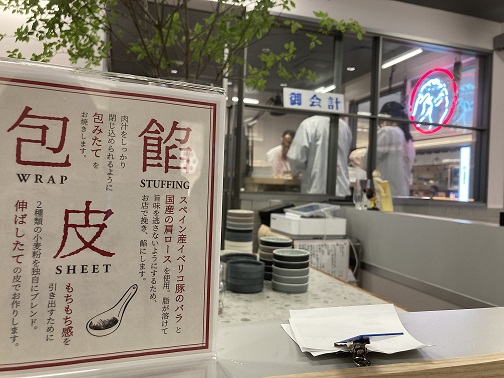 餡
STUFFING
スペイン産イベリコ豚のバラと
国産の肩ロースを使用。脂が溶けて
旨味を逃さないようにするため、
お店で挽き、餡にします。
包
WRAP
肉汁をしっかり
閉じ込められるように
包みたてを
お焼きします。
皮
SHEET
もちもち感を
引き出すために
2種類の小麦粉を独自にブレンド。
伸ばしたての皮でお作りします。
御会計